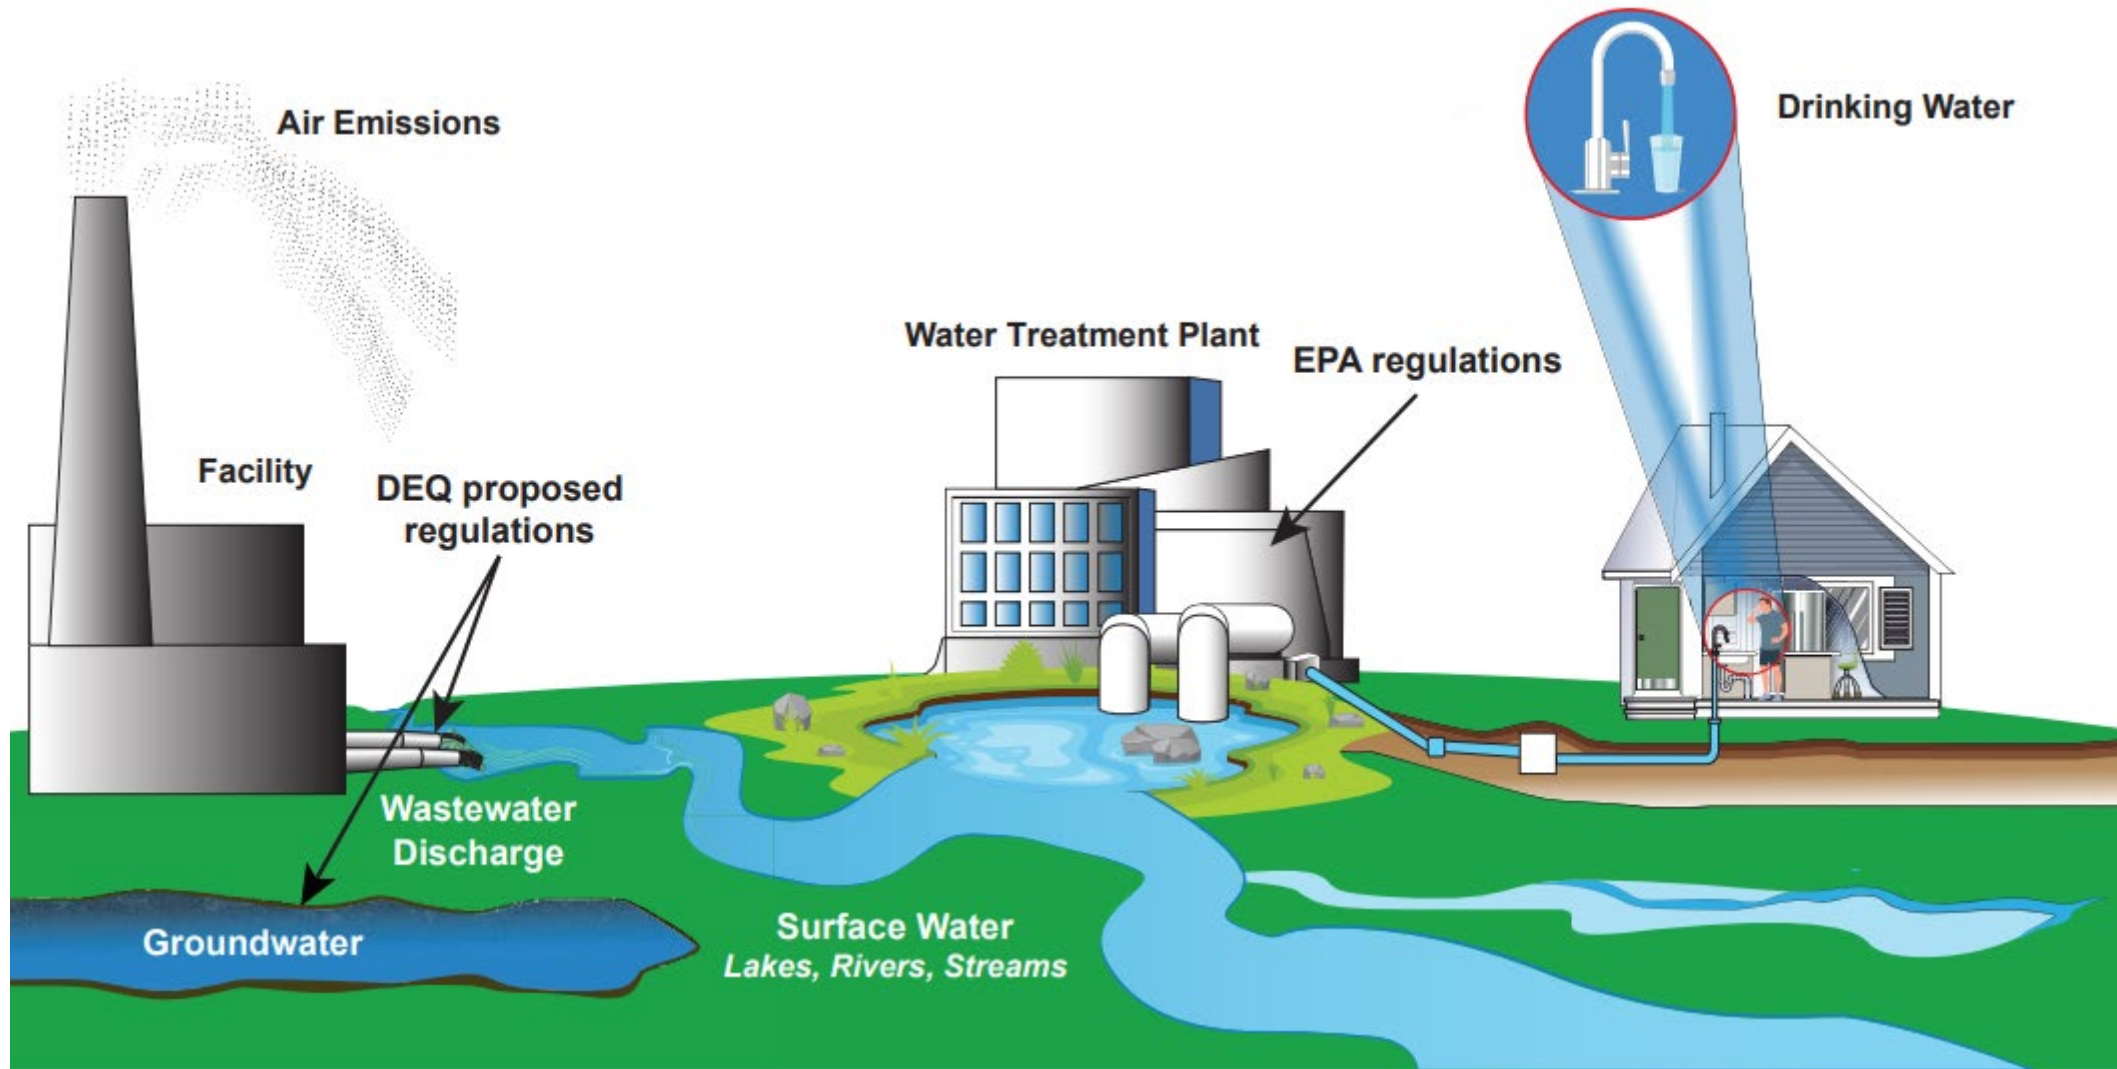 Air Emissions
Drinking Water
Water Treatment Plant
EPA regulations
Facility
DEQ proposed
regulations
Wastewater
Discharge
Groundwater
Surface Water
Lakes, Rivers, Streams